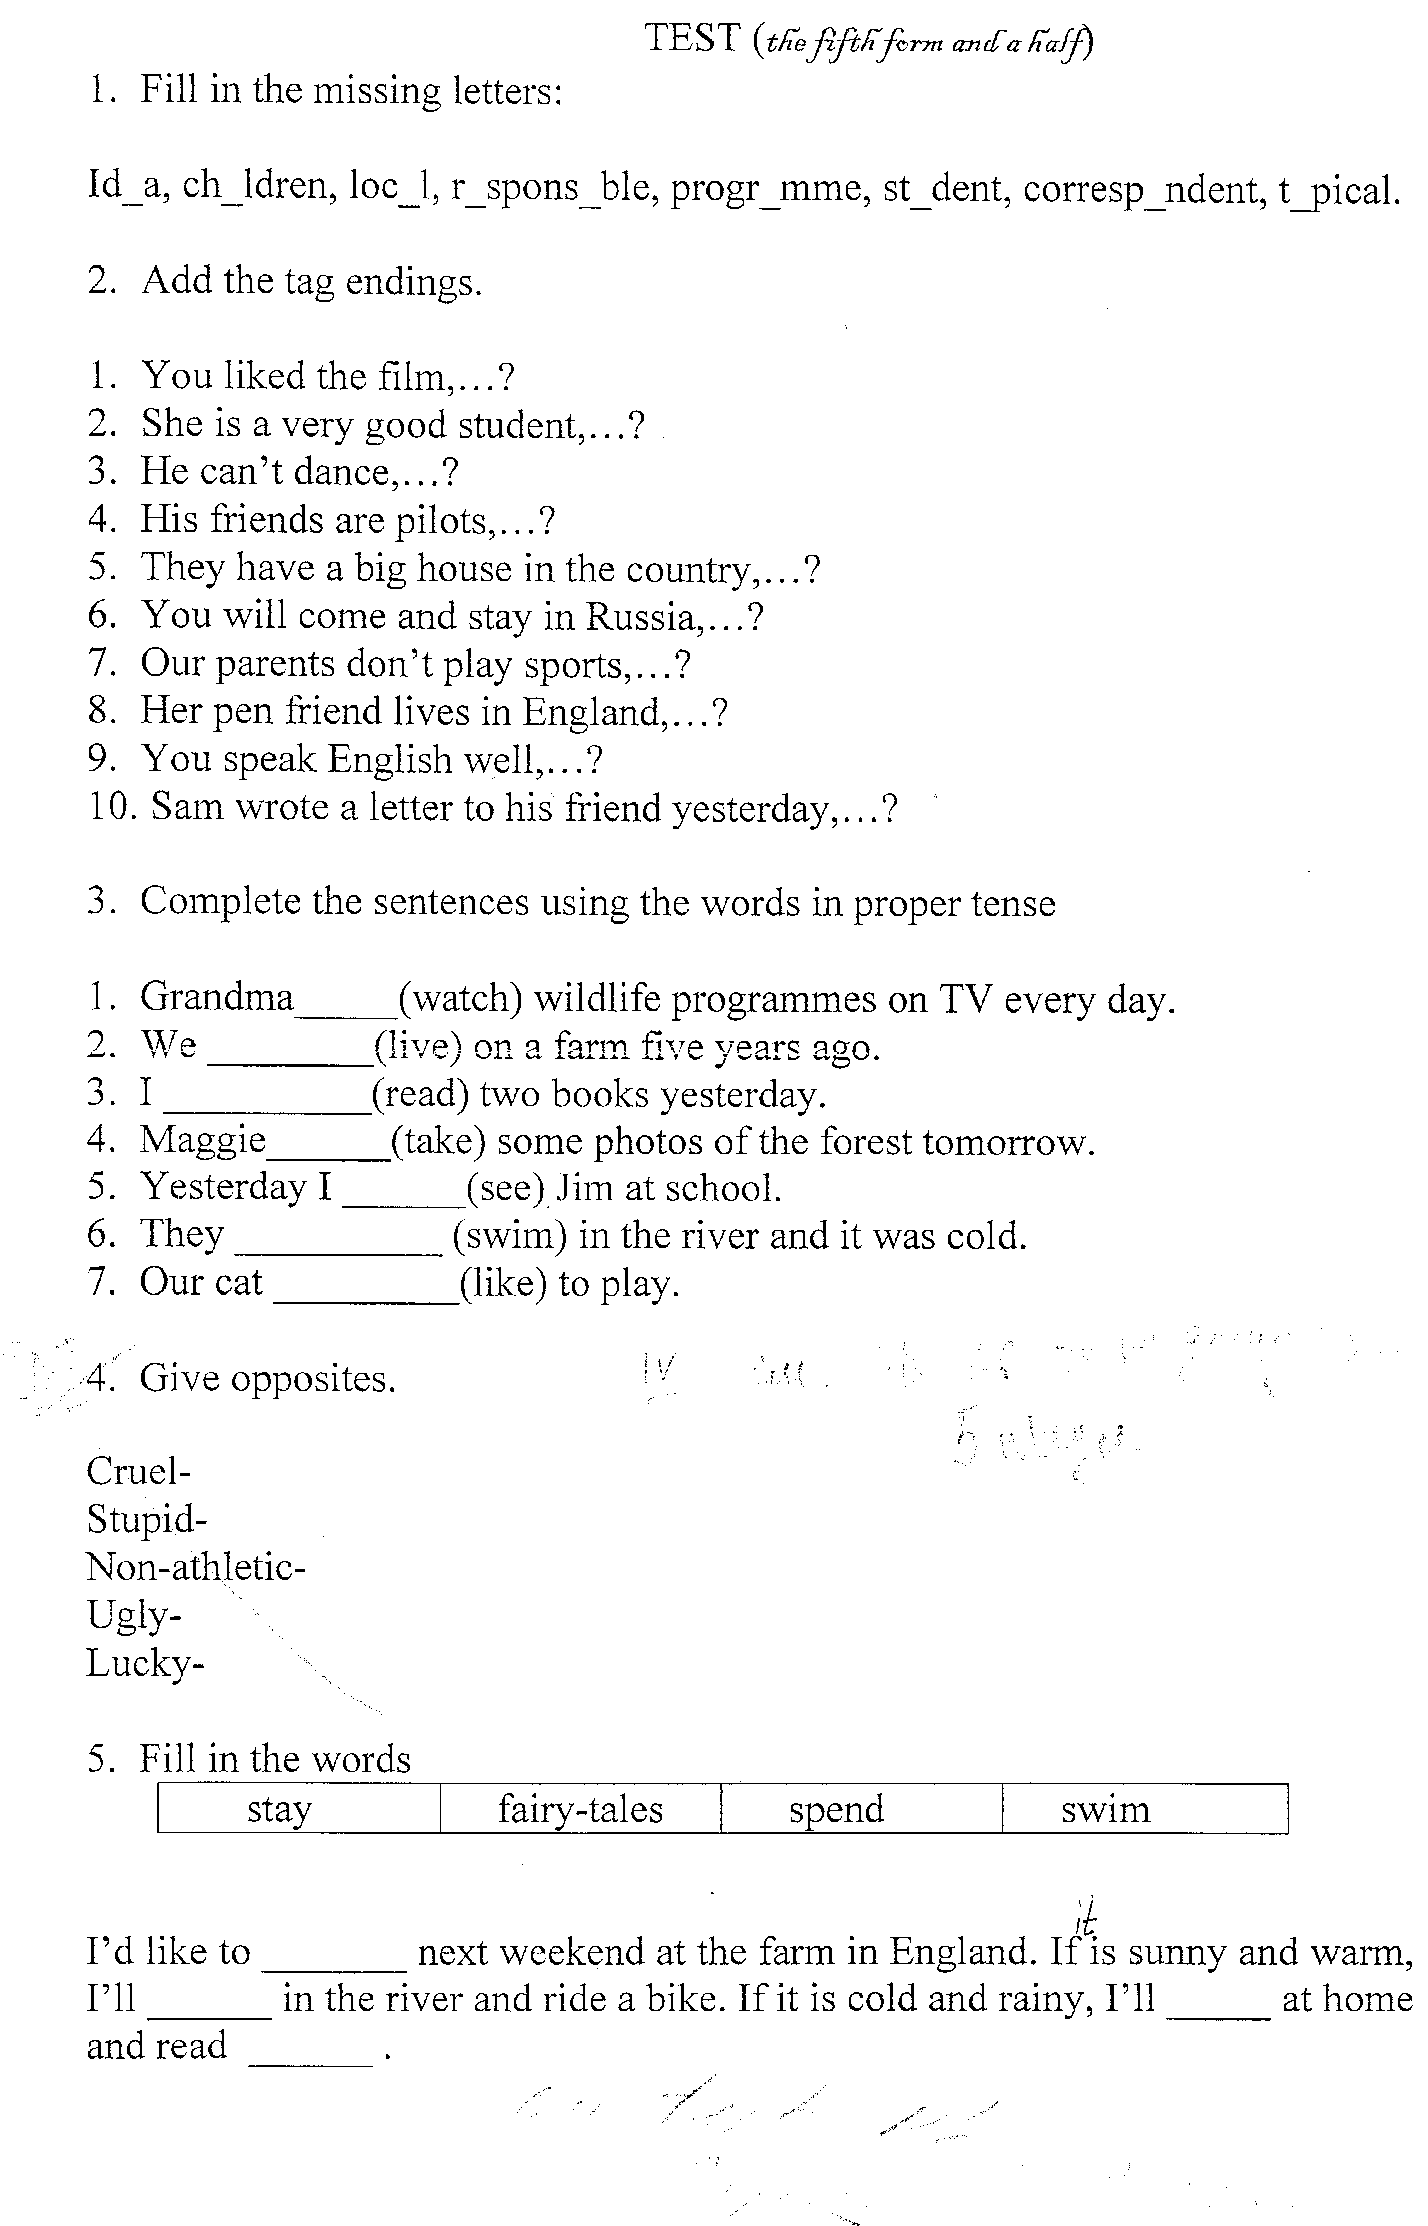 TEST (the fifth form and a half)
1. Fill in the missing letters:
Id_a, ch_ldren, loc_l, r_spons_ble, progr_mme, st_dent, corresp_ndent, t_pical.
2. Add the tag endings.
1. You liked the film,...?
2. She is a very good student,...?
3. He can't dance,...?
4. His friends are pilots,...?
5. They have a big house in the country,...?
6. You will come and stay in Russia,...?
7. Our parents don't play sports,...?
8. Her pen friend lives in England,...?
9. You speak English well,...?
10. Sam wrote a letter to his friend yesterday,...?
3. Complete the sentences using the words in proper tense
1. Grandma_____(watch) wildlife programmes on TV every day.
2. We ________(live) on a farm five years ago.
3. I __________(read) two books yesterday.
4. Maggie______(take) some photos of the forest tomorrow.
5. Yesterday I ______(see) Jim at school.
6. They __________ (swim) in the river and it was cold.
7. Our cat _________(like) to play.
4. Give opposites.
IV
Cruel-
Stupid-
Non-athletic-
Ugly-
Lucky-
5. Fill in the words
stay fairy-tales spend swim
I'd like to _______ next weekend at the farm in England. If it is sunny and warm,
I'll ______ in the river and ride a bike. If it is cold and rainy, I'll _____ at home
and read ______ .